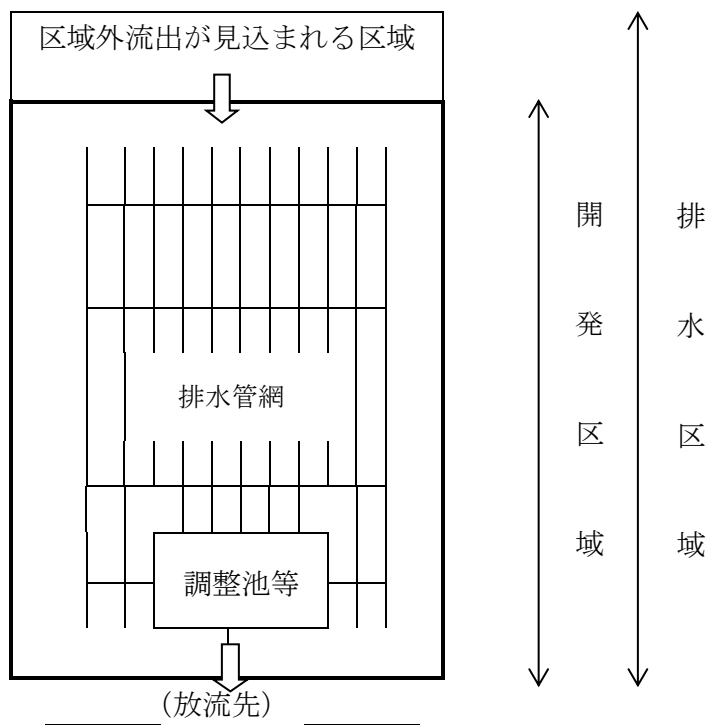 区域外流出が見込まれる区域
排水管網
調整池等
(放流先)
開発区域
排水区域